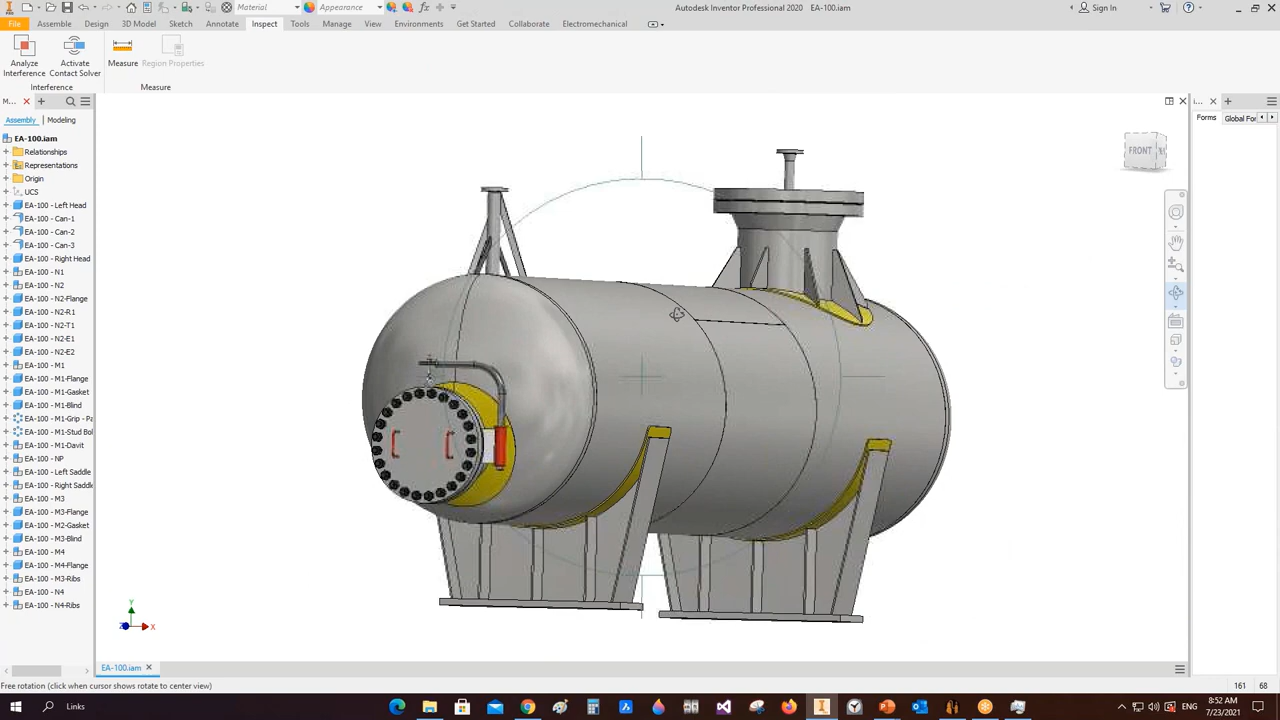 Material
Appearance
fx
Autodesk Inventor Professional 2020 EA-100.iam
Sign In
File Assemble Design 3D Model Sketch Annotate Inspect Tools Manage View Environments Get Started Collaborate Electromechanical
Analyze Interference
Activate Contact Solver
Measure
Region Properties
Interference
Measure
M...
Assembly Modeling
EA-100.iam
Relationships
Representations
Origin
UCS
EA-100 - Left Head
EA-100 - Can-1
EA-100 - Can-2
EA-100 - Can-3
EA-100 - Right Head
EA-100 - N1
EA-100 - N2
EA-100 - N2-Flange
EA-100 - N2-R1
EA-100 - N2-T1
EA-100 - N2-E1
EA-100 - N2-E2
EA-100 - M1
EA-100 - M1-Flange
EA-100 - M1-Gasket
EA-100 - M1-Blind
EA-100 - M1-Grip - Pa
EA-100 - M1-Stud Bol
EA-100 - M1-Davit
EA-100 - NP
EA-100 - Left Saddle
EA-100 - Right Saddle
EA-100 - M3
EA-100 - M3-Flange
EA-100 - M2-Gasket
EA-100 - M3-Blind
EA-100 - M4
EA-100 - M4-Flange
EA-100 - M3-Ribs
EA-100 - N4
EA-100 - N4-Ribs
FRONT
i...
Forms Global For
Y
Z
X
EA-100.iam
Free rotation (click when cursor shows rotate to center view)
161 68
Links
ENG
8:52 AM
7/23/2021